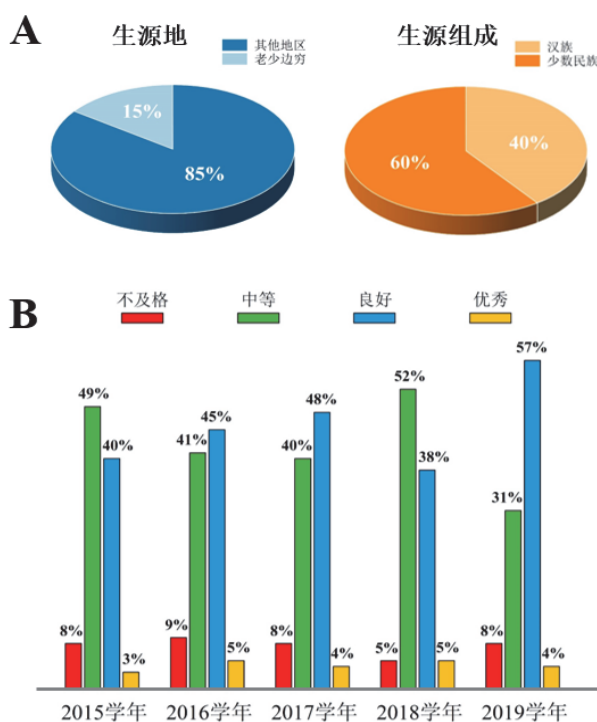 A
生源地
其他地区
老少边穷
15%
85%
生源组成
汉族
少数民族
60%
40%
B
不及格 中等 良好 优秀
8% 49% 40% 3%
9% 41% 45% 5%
8% 40% 48% 4%
5% 52% 38% 5%
8% 31% 57% 4%
2015学年 2016学年 2017学年 2018学年 2019学年